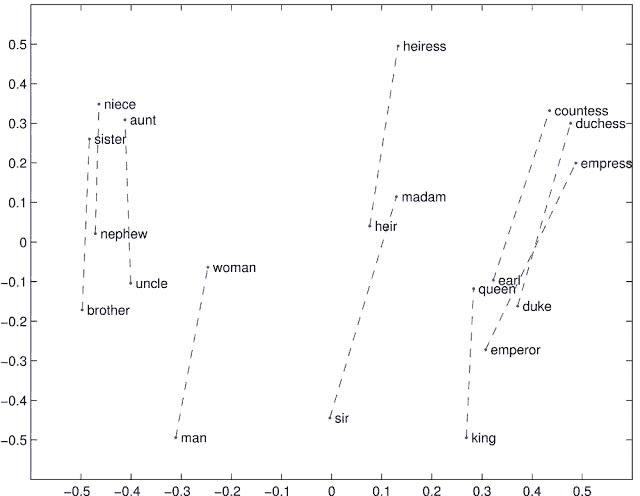 0.5
heiress
0.4
niece
countess
0.3
aunt
duchess
sister
0.2
empress
0.1
madam
heir
0
nephew
woman
−0.1
uncle
earl
queen
brother
duke
−0.2
−0.3
emperor
−0.4
sir
−0.5
man
king
−0.5 −0.4 −0.3 −0.2 −0.1 0 0.1 0.2 0.3 0.4 0.5